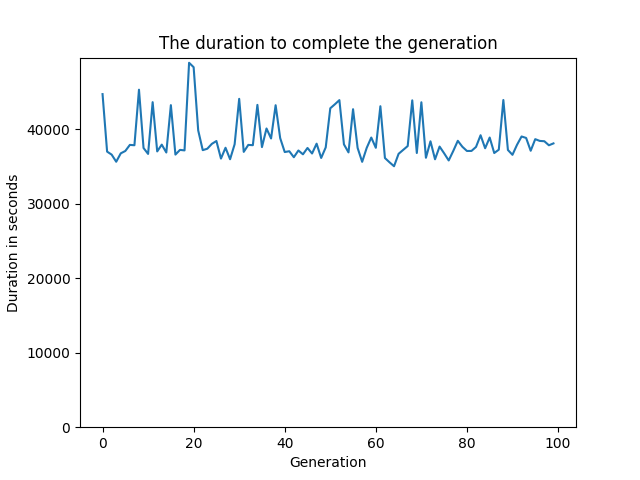 The duration to complete the generation
Duration in seconds
40000
30000
20000
10000
0
0 20 40 60 80 100
Generation